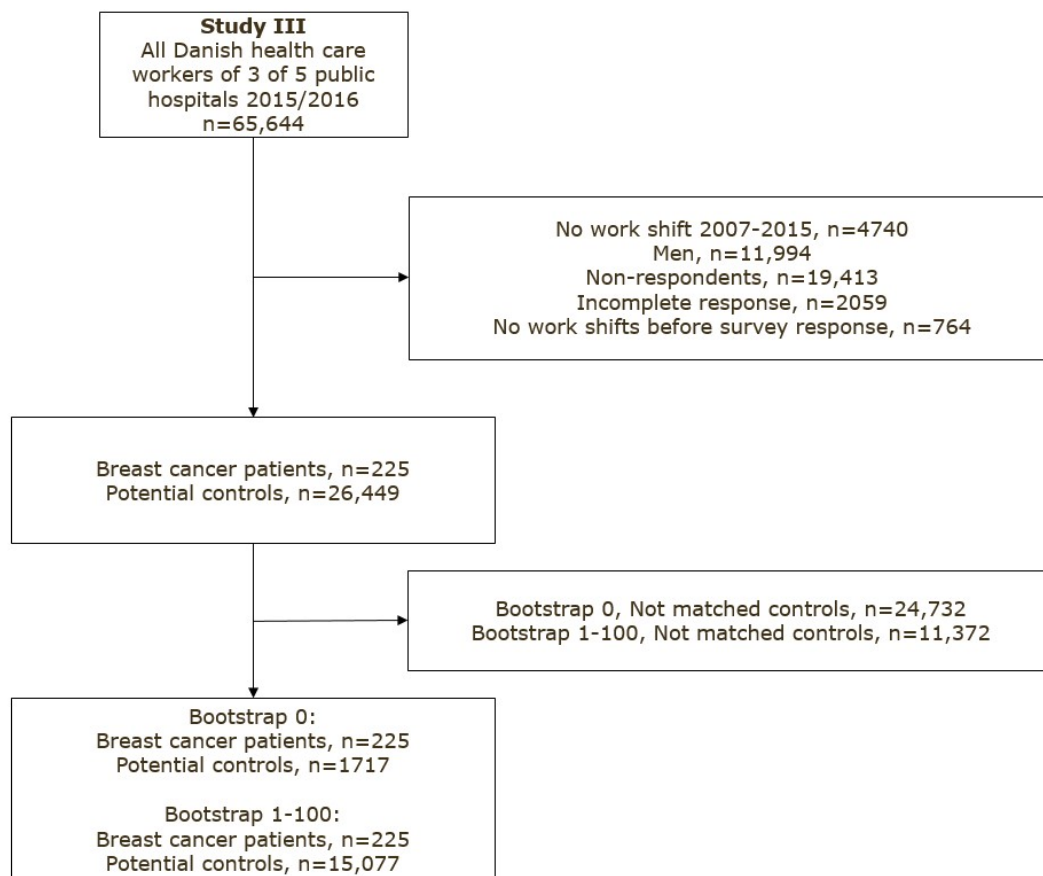 Study III
All Danish health care
workers of 3 of 5 public
hospitals 2015/2016
n=65,644
No work shift 2007-2015, n=4740
Men, n=11,994
Non-respondents, n=19,413
Incomplete response, n=2059
No work shifts before survey response, n=764
Breast cancer patients, n=225
Potential controls, n=26,449
Bootstrap 0, Not matched controls, n=24,732
Bootstrap 1-100, Not matched controls, n=11,372
Bootstrap 0:
Breast cancer patients, n=225
Potential controls, n=1717
Bootstrap 1-100:
Breast cancer patients, n=225
Potential controls, n=15,077